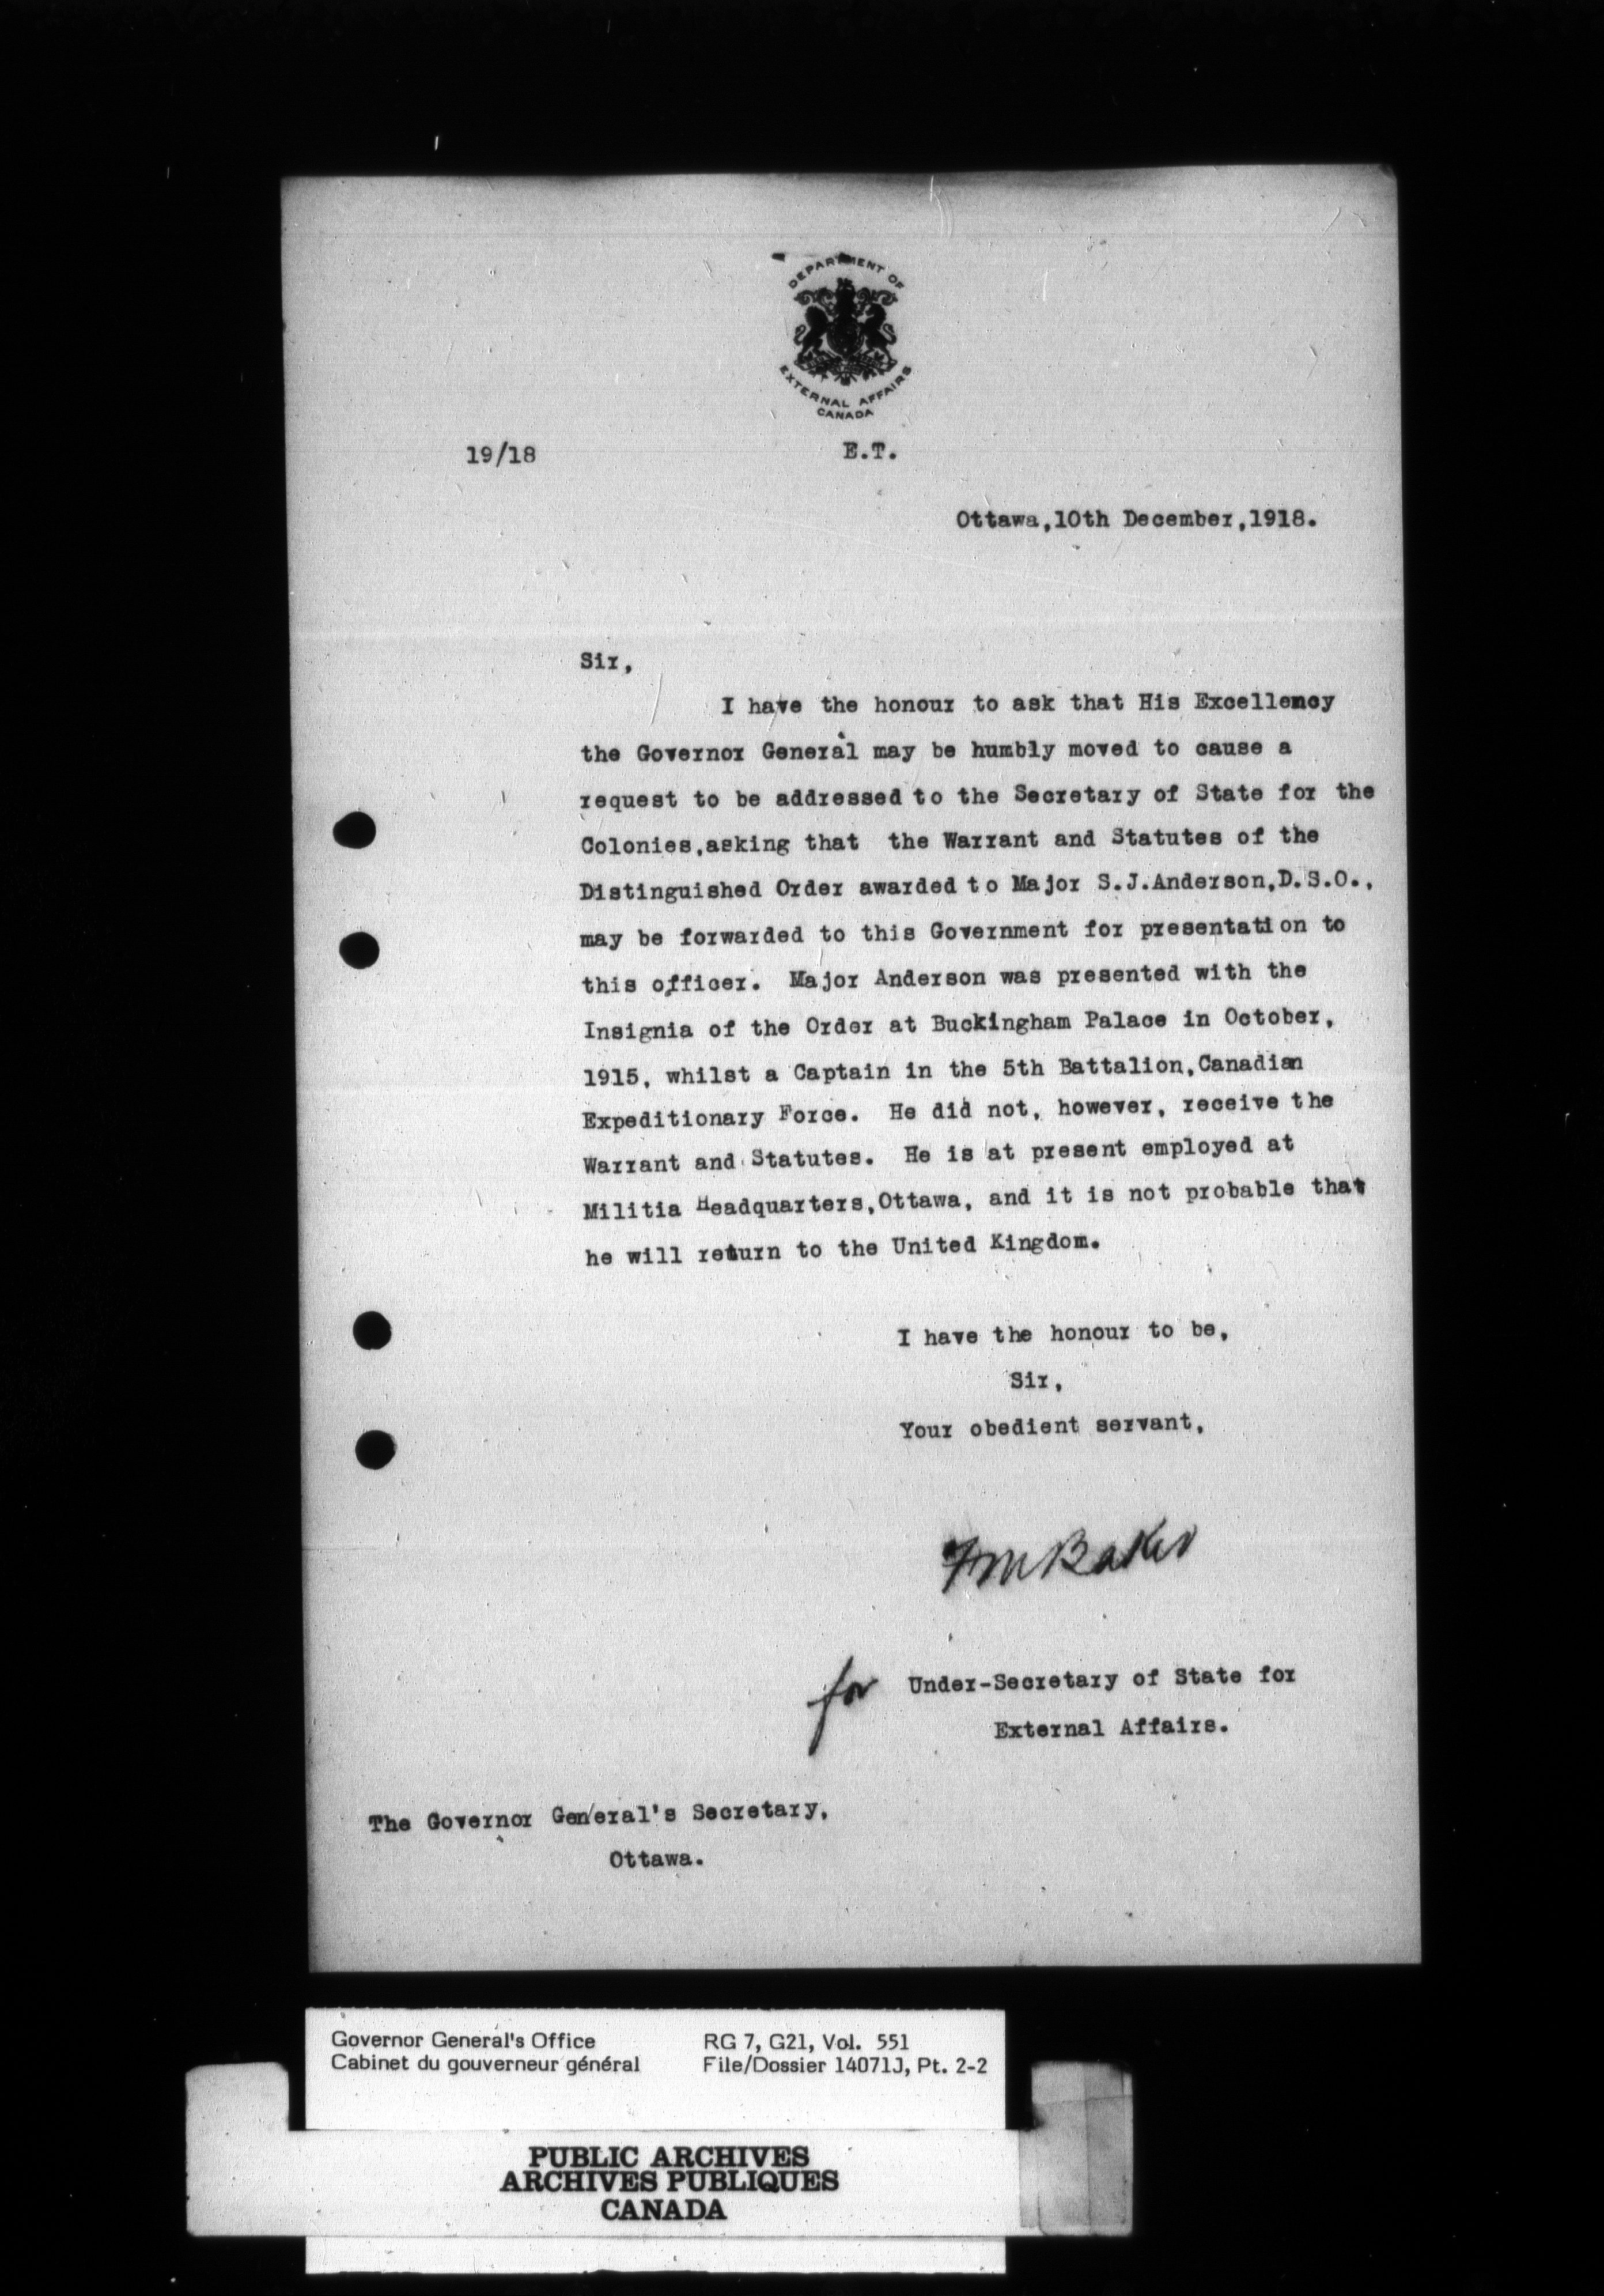 DEPARTMENT OF
EXTERNAL AFFAIRS
CANADA
19/18
E.T.
Ottawa,10th December,1918.
Sir,
I have the honour to ask that His Excellency
the Governor General may be humbly moved to cause a
request to be addressed to the Secretary of State for the
Colonies,asking that the Warrant and Statutes of the
Distinguished Order awarded to Major S.J.Anderson,D.S.O.,
may be forwarded to this Government for presentation to
this officer. Major Anderson was presented with the
Insignia of the Order at Buckingham Palace in October,
1915, whilst a Captain in the 5th Battalion,Canadian
Expeditionary Force. He did not, however, receive the
Warrant and Statutes. He is at present employed at
Militia Headquarters,Ottawa, and it is not probable that
he will return to the United Kingdom.
I have the honour to be,
Sir,
Your obedient servant,
FMBaker
for Under-Secretary of State for
External Affairs.
The Governor General's Secretary,
Ottawa.
Governor General's Office RG 7, G21, Vol. 551
Cabinet du gouverneur général File/Dossier 14071J, Pt. 2-2
PUBLIC ARCHIVES
ARCHIVES PUBLIQUES
CANADA